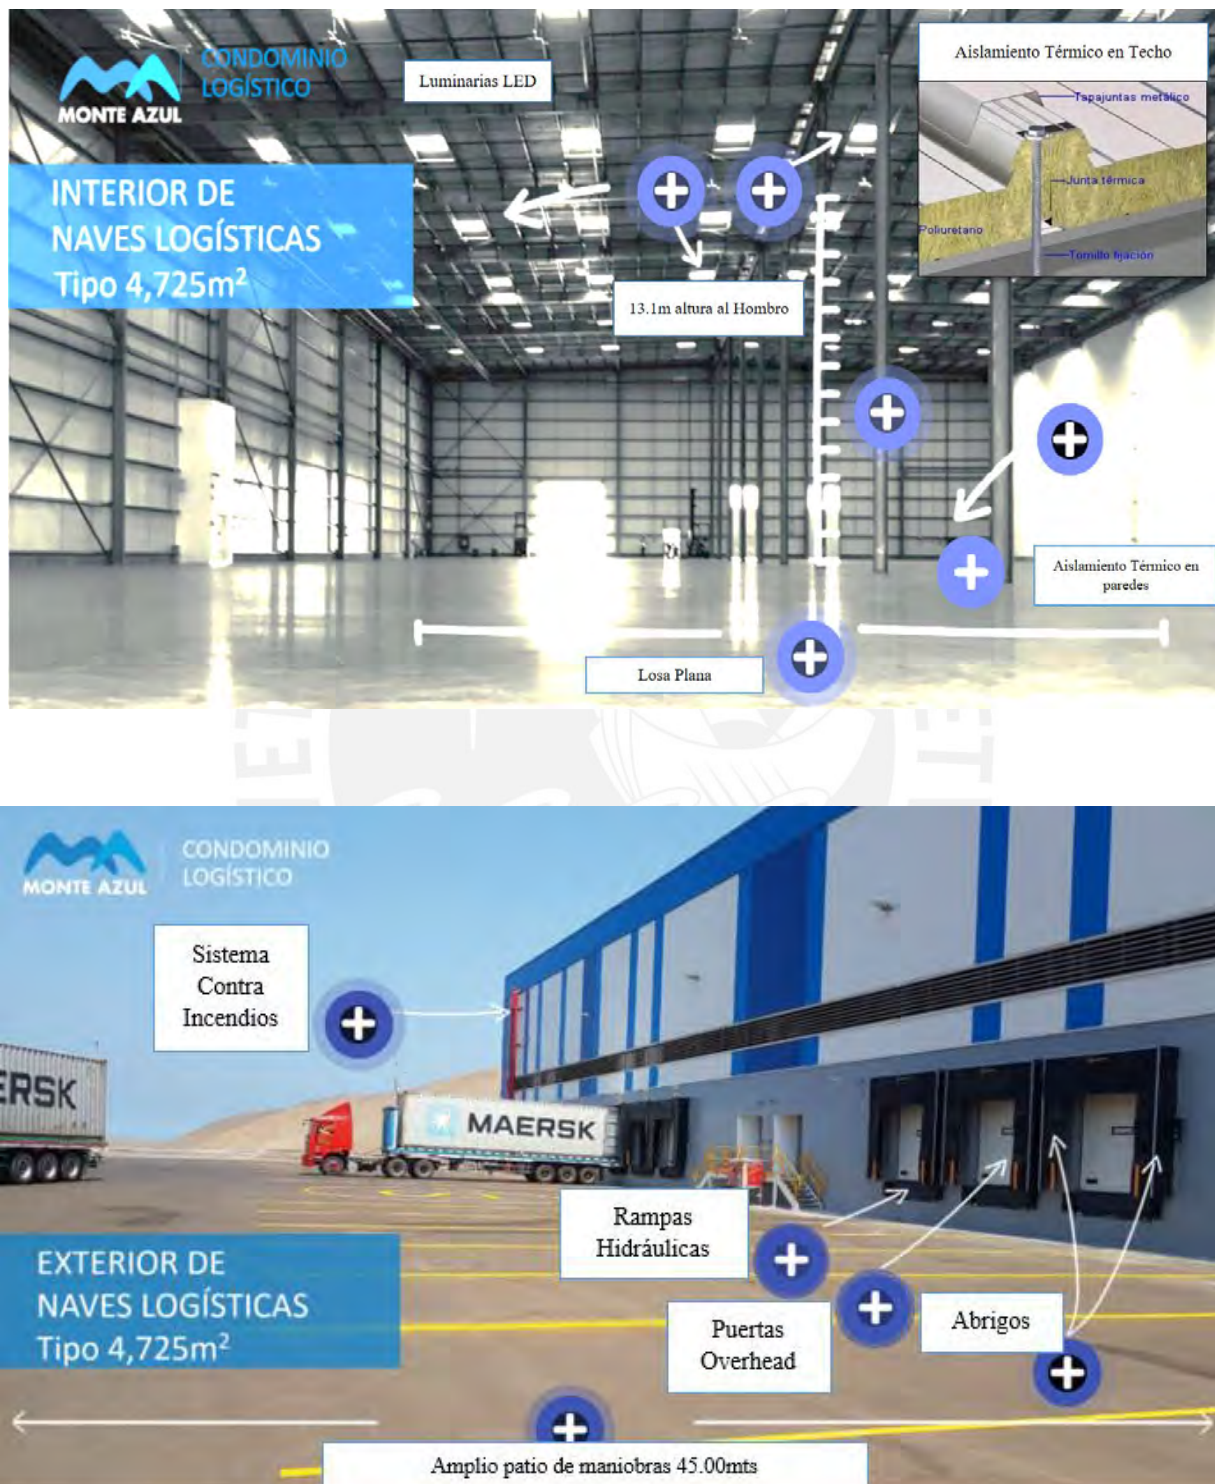 MONTE AZUL
CONDOMINIO
LOGÍSTICO
Luminarias LED
Aislamiento Térmico en Techo
Tapajuntas metálico
Junta térmica
Poliuretano
Tornillo fijación
INTERIOR DE
NAVES LOGÍSTICAS
Tipo 4,725m²
13.1m altura al Hombro
Aislamiento Térmico en
paredes
Losa Plana
MONTE AZUL
CONDOMINIO
LOGÍSTICO
Sistema
Contra
Incendios
ERSK
MAERSK
Rampas
Hidráulicas
EXTERIOR DE
NAVES LOGÍSTICAS
Tipo 4,725m²
Puertas
Overhead
Abrigos
Amplio patio de maniobras 45.00mts